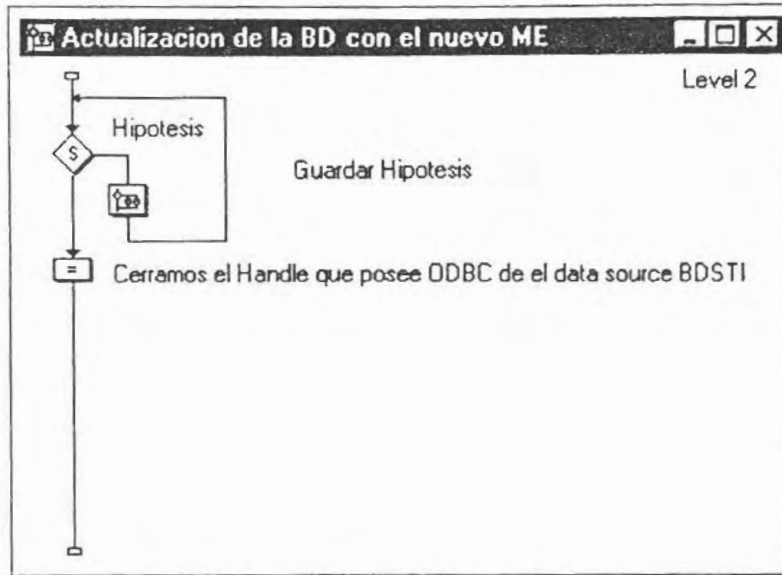 Actualizacion de la BD con el nuevo ME
Level 2
Hipotesis
S
Guardar Hipotesis
= Cerramos el Handle que posee ODBC de el data source BDSTI